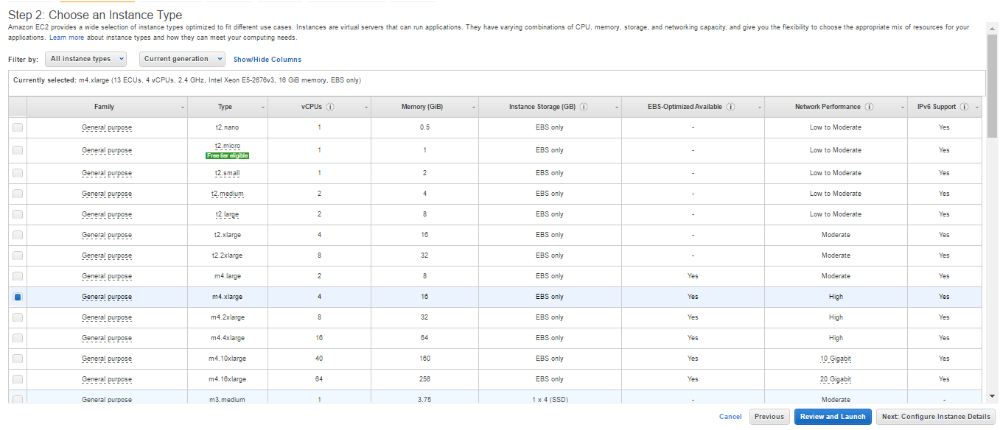 Step 2: Choose an Instance Type
Amazon EC2 provides a wide selection of instance types optimized to fit different use cases. Instances are virtual servers that can run applications. They have varying combinations of CPU, memory, storage, and networking capacity, and give you the flexibility to choose the appropriate mix of resources for your
applications. Learn more about instance types and how they can meet your computing needs.
Filter by: All instance types Current generation Show/Hide Columns
Currently selected: m4.xlarge (13 ECUs, 4 vCPUs, 2.4 GHz, Intel Xeon E5-2676v3, 16 GiB memory, EBS only)
Family Type vCPUs Memory (GiB) Instance Storage (GB) EBS-Optimized Available Network Performance IPv6 Support
General purpose t2.nano 1 0.5 EBS only - Low to Moderate Yes
General purpose t2.micro 1 1 EBS only - Low to Moderate Yes
Free tier eligible
General purpose t2.small 1 2 EBS only - Low to Moderate Yes
General purpose t2.medium 2 4 EBS only - Low to Moderate Yes
General purpose t2.large 2 8 EBS only - Low to Moderate Yes
General purpose t2.xlarge 4 16 EBS only - Moderate Yes
General purpose t2.2xlarge 8 32 EBS only - Moderate Yes
General purpose m4.large 2 8 EBS only Yes Moderate Yes
General purpose m4.xlarge 4 16 EBS only Yes High Yes
General purpose m4.2xlarge 8 32 EBS only Yes High Yes
General purpose m4.4xlarge 16 64 EBS only Yes High Yes
General purpose m4.10xlarge 40 160 EBS only Yes 10 Gigabit Yes
General purpose m4.16xlarge 64 256 EBS only Yes 20 Gigabit Yes
General purpose m3.medium 1 3.75 1 x 4 (SSD) - Moderate -
Cancel Previous Review and Launch Next: Configure Instance Details